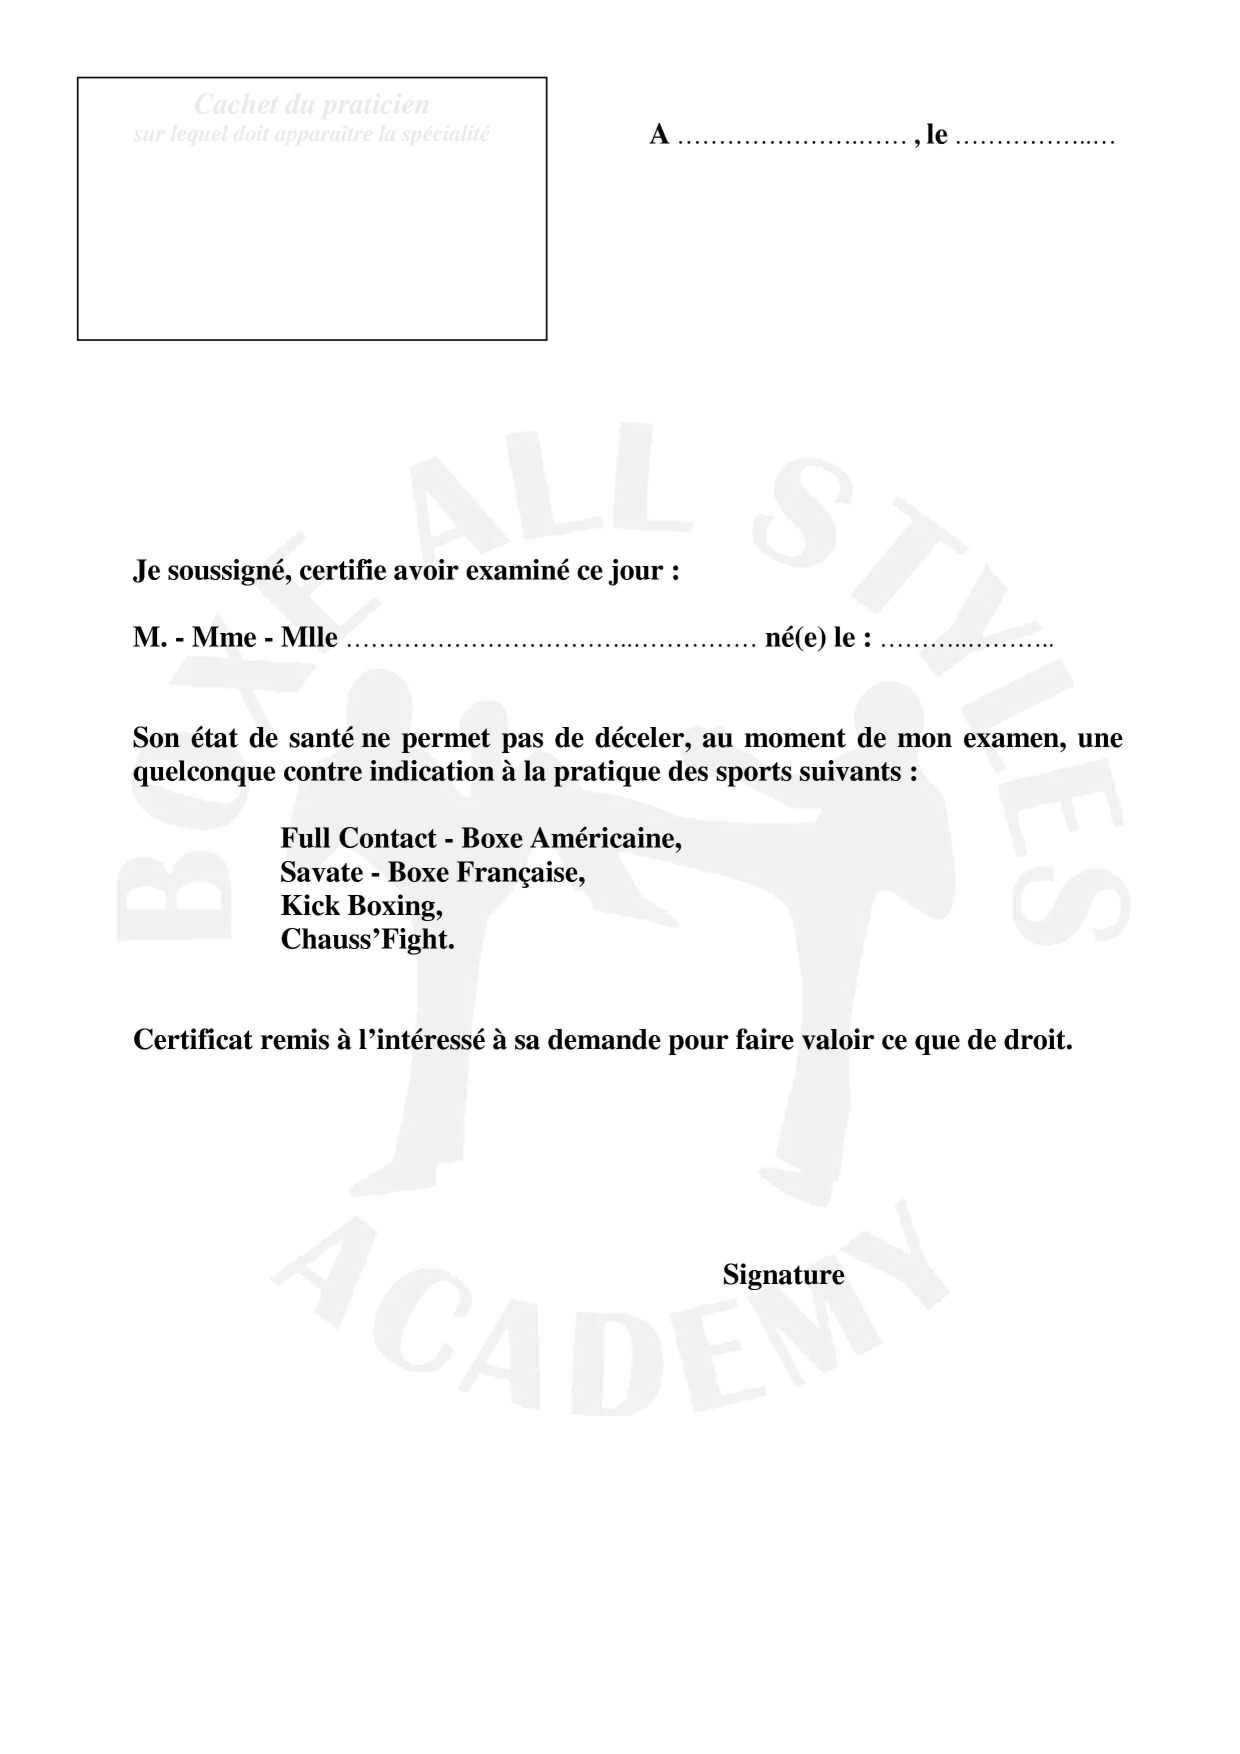 Cachet du praticien
sur lequel doit apparaître la spécialité
A ………………….…… , le ……………..…
BOXE ALL STYLES
Je soussigné, certifie avoir examiné ce jour :
M. - Mme - Mlle ……………………………..…………… né(e) le : ………..………..
Son état de santé ne permet pas de déceler, au moment de mon examen, une
quelconque contre indication à la pratique des sports suivants :
Full Contact - Boxe Américaine,
Savate - Boxe Française,
Kick Boxing,
Chauss’Fight.
Certificat remis à l’intéressé à sa demande pour faire valoir ce que de droit.
Signature
ACADEMY